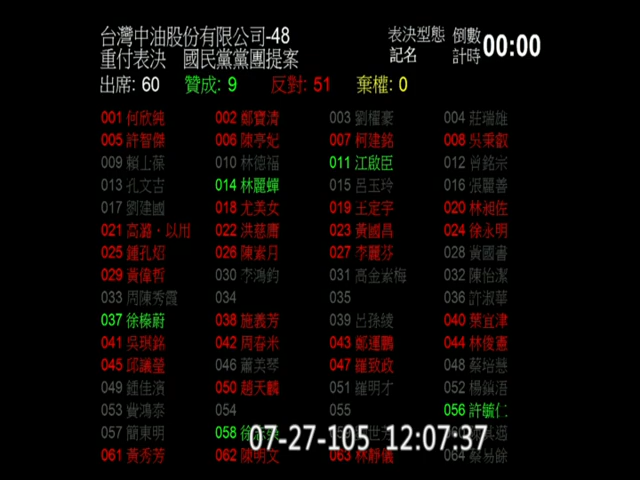 台灣中油股份有限公司-48 表決型態 倒數
重付表決 國民黨黨團提案 記名 計時 00:00
出席: 60 贊成: 9 反對: 51 棄權: 0
001 何欣純 002 鄭寶清 003 劉櫂豪 004 莊瑞雄
005 許智傑 006 陳亭妃 007 柯建銘 008 吳秉叡
009 賴士葆 010 林德福 011 江啟臣 012 曾銘宗
013 孔文吉 014 林麗蟬 015 呂玉玲 016 張麗善
017 劉建國 018 尤美女 019 王定宇 020 林昶佐
021 高潞．以用 022 洪慈庸 023 黃國昌 024 徐永明
025 鍾孔炤 026 陳素月 027 李麗芬 028 黃國書
029 黃偉哲 030 李鴻鈞 031 高金素梅 032 陳怡潔
033 周陳秀霞 034 035 036 許淑華
037 徐榛蔚 038 施義芳 039 呂孫綾 040 葉宜津
041 吳琪銘 042 周春米 043 鄭運鵬 044 林俊憲
045 邱議瑩 046 蕭美琴 047 羅致政 048 蔡培慧
049 鍾佳濱 050 趙天麟 051 羅明才 052 楊鎮浯
053 費鴻泰 054 055 056 許毓仁
057 簡東明 058 徐志榮
061 黃秀芳 062 陳明文 063 林靜儀 064 蔡易餘
07-27-105 12:07:37